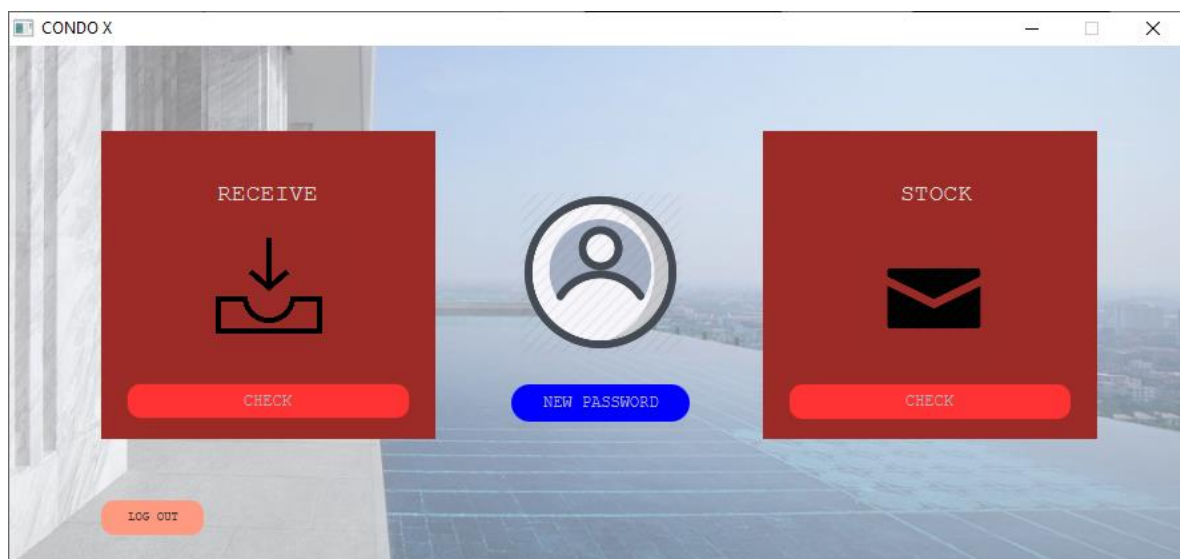 CONDO X
RECEIVE
STOCK
CHECK
NEW PASSWORD
CHECK
LOG OUT